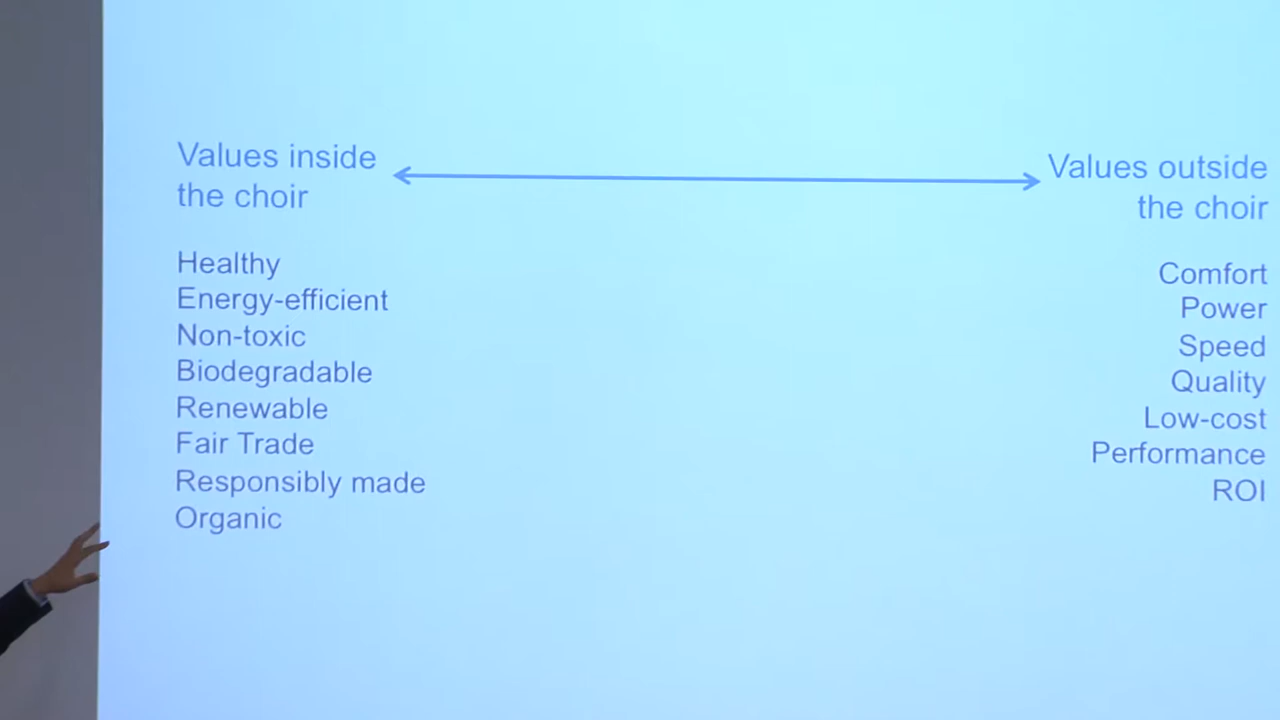 Values inside
the choir
Healthy
Energy-efficient
Non-toxic
Biodegradable
Renewable
Fair Trade
Responsibly made
Organic
Values outside
the choir
Comfort
Power
Speed
Quality
Low-cost
Performance
ROI